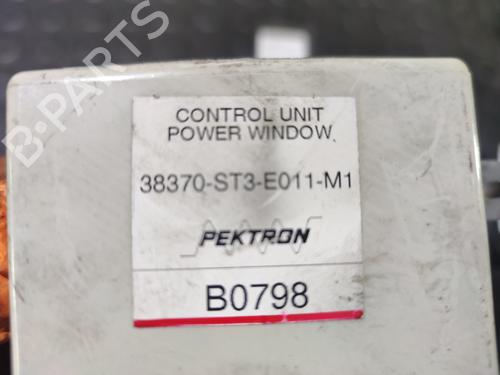 B-PARTS
CONTROL UNIT
POWER WINDOW
38370-ST3-E011-M1
PEKTRON
B0798